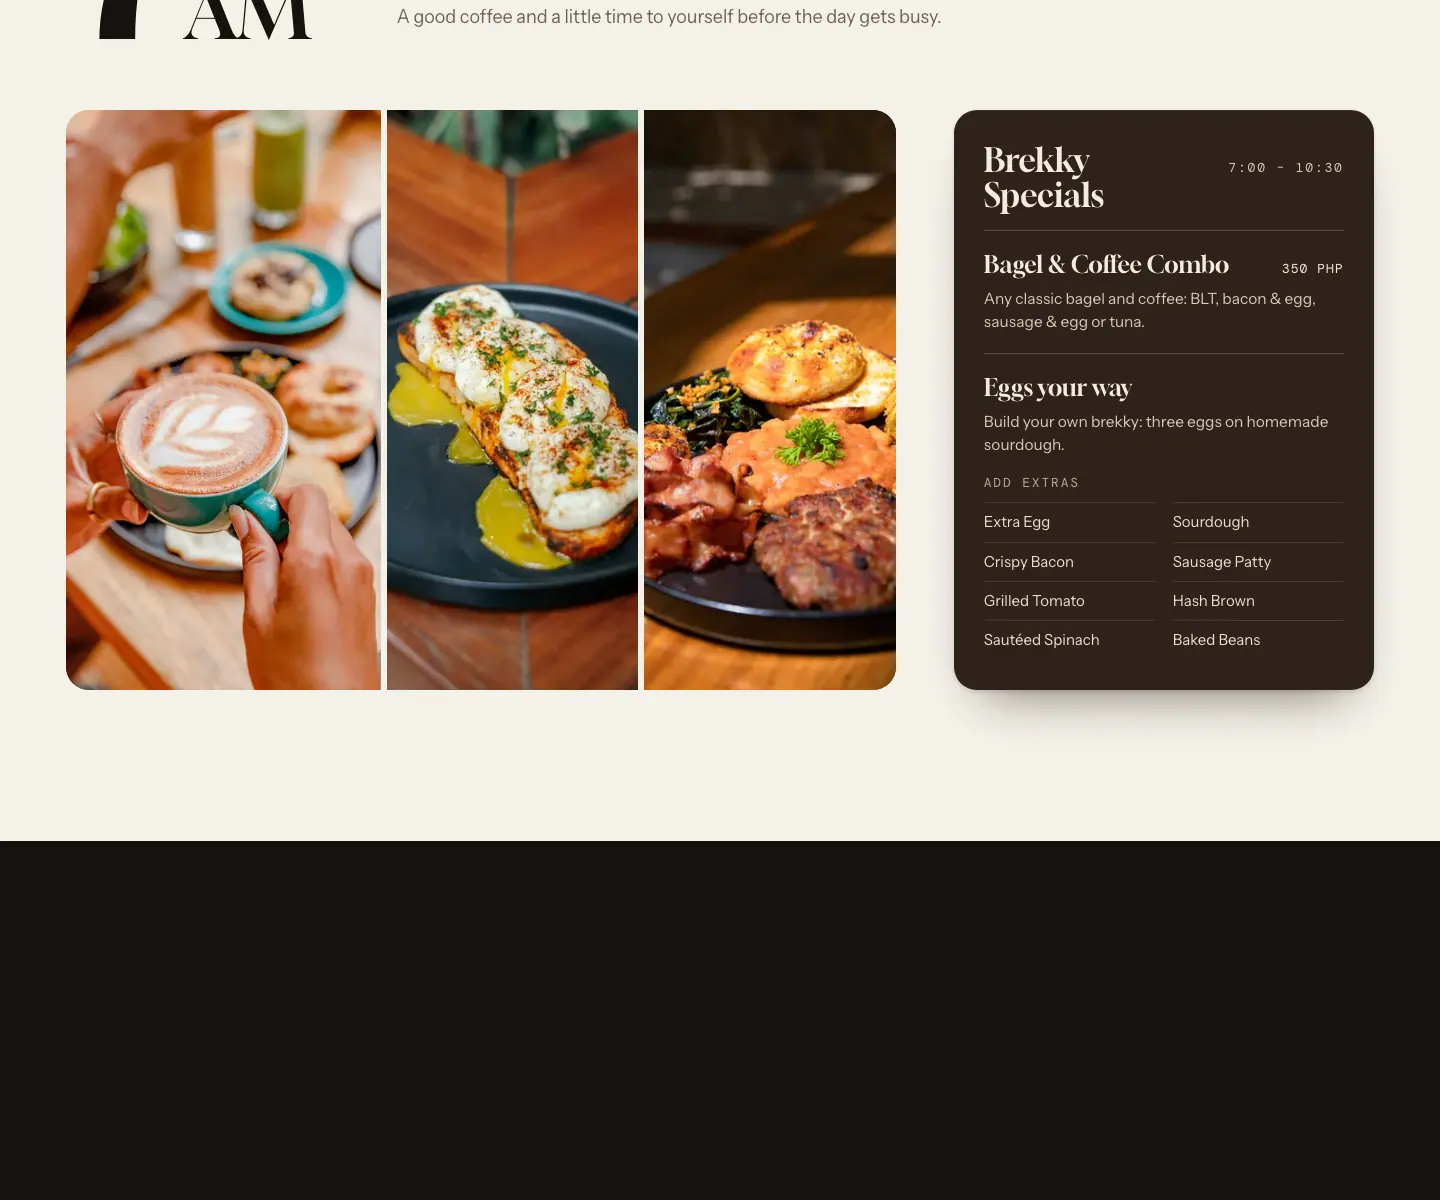 AM
A good coffee and a little time to yourself before the day gets busy.
Brekky
Specials
7:00 – 10:30
Bagel & Coffee Combo
350 PHP
Any classic bagel and coffee: BLT, bacon & egg,
sausage & egg or tuna.
Eggs your way
Build your own brekky: three eggs on homemade
sourdough.
ADD EXTRAS
Extra Egg
Sourdough
Crispy Bacon
Sausage Patty
Grilled Tomato
Hash Brown
Sautéed Spinach
Baked Beans